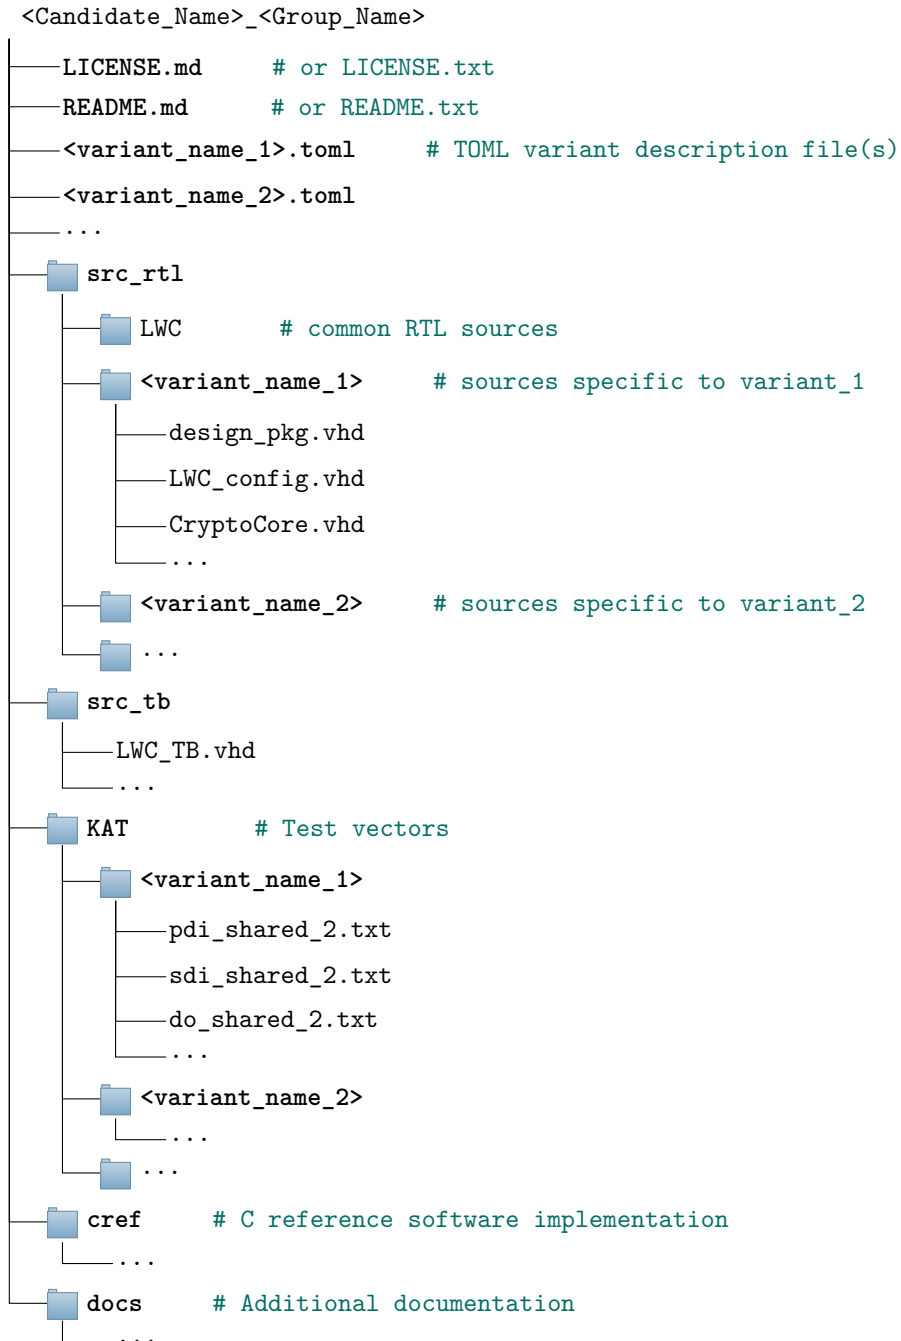 <Candidate_Name>_<Group_Name>
LICENSE.md # or LICENSE.txt
README.md # or README.txt
<variant_name_1>.toml # TOML variant description file(s)
<variant_name_2>.toml
...
src_rtl
LWC # common RTL sources
<variant_name_1> # sources specific to variant_1
design_pkg.vhd
LWC_config.vhd
CryptoCore.vhd
...
<variant_name_2> # sources specific to variant_2
...
src_tb
LWC_TB.vhd
...
KAT # Test vectors
<variant_name_1>
pdi_shared_2.txt
sdi_shared_2.txt
do_shared_2.txt
...
<variant_name_2>
...
...
cref # C reference software implementation
...
docs # Additional documentation
...